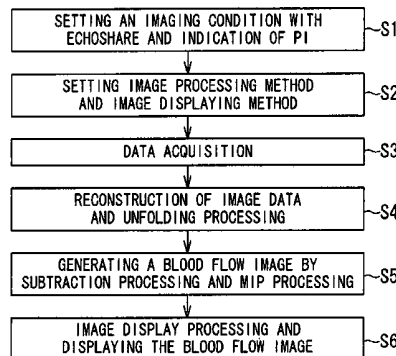 SETTING AN IMAGING CONDITION WITH
ECHOSHARE AND INDICATION OF PI
~S1
SETTING IMAGE PROCESSING METHOD
AND IMAGE DISPLAYING METHOD
~S2
DATA ACQUISITION
~S3
RECONSTRUCTION OF IMAGE DATA
AND UNFOLDING PROCESSING
~S4
GENERATING A BLOOD FLOW IMAGE BY
SUBTRACTION PROCESSING AND MIP PROCESSING
~S5
IMAGE DISPLAY PROCESSING AND
DISPLAYING THE BLOOD FLOW IMAGE
~S6